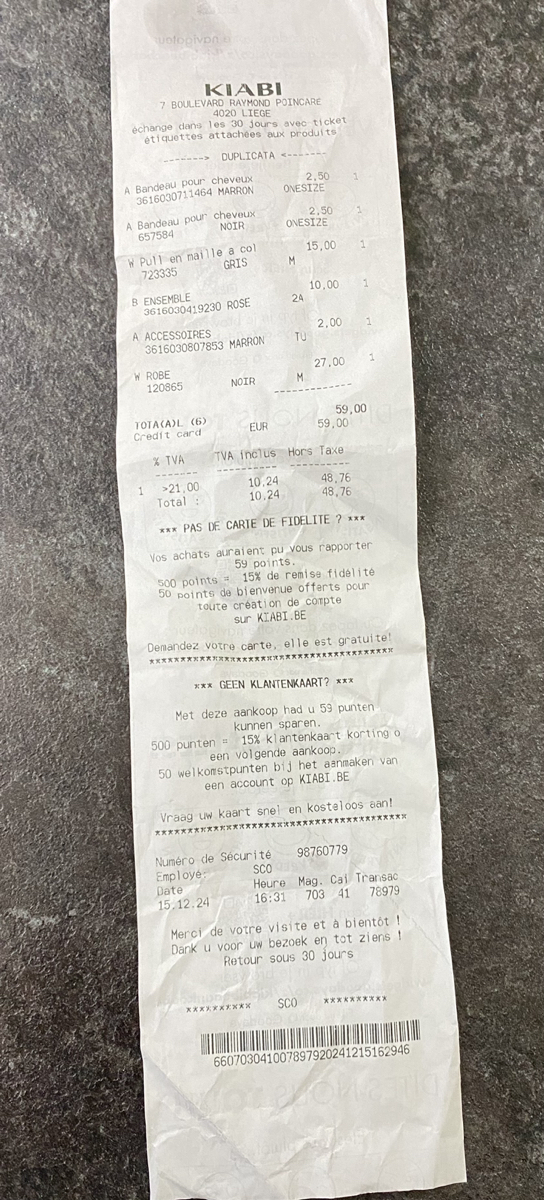 KIABI
7 BOULEVARD RAYMOND POINCARE
4020 LIEGE
échange dans les 30 jours avec ticket
étiquettes attachées aux produits
-------> DUPLICATA <-------
A Bandeau pour cheveux 2,50 1
3616030711464 MARRON ONESIZE
A Bandeau pour cheveux 2,50 1
657584 NOIR ONESIZE
W Pull en maille a col 15,00 1
723335 GRIS M
B ENSEMBLE 10,00 1
3616030419230 ROSE 2A
A ACCESSOIRES 2,00 1
3616030807853 MARRON TU
W ROBE 27,00 1
120865 NOIR M
-------------
TOTA(A)L (6) 59,00
Credit card EUR 59,00
% TVA TVA inclus Hors Taxe
------- ---------- ----------
1 >21,00 10,24 48,76
Total : 10,24 48,76
*** PAS DE CARTE DE FIDELITE ? ***
Vos achats auraient pu vous rapporter
59 points.
500 points = 15% de remise fidélité
50 points de bienvenue offerts pour
toute création de compte
sur KIABI.BE
Demandez votre carte, elle est gratuite!
****************************************
*** GEEN KLANTENKAART? ***
Met deze aankoop had u 59 punten
kunnen sparen.
500 punten = 15% klantenkaart korting o
een volgende aankoop.
50 welkomstpunten bij het aanmaken van
een account op KIABI.BE
Vraag uw kaart snel en kosteloos aan!
****************************************
Numéro de Sécurité 98760779
Employé: SCO
Date Heure Mag. Cai Transac
15.12.24 16:31 703 41 78979
Merci de votre visite et à bientôt !
Dank u voor uw bezoek en tot ziens !
Retour sous 30 jours
********** SCO **********
660703041007897920241215162946